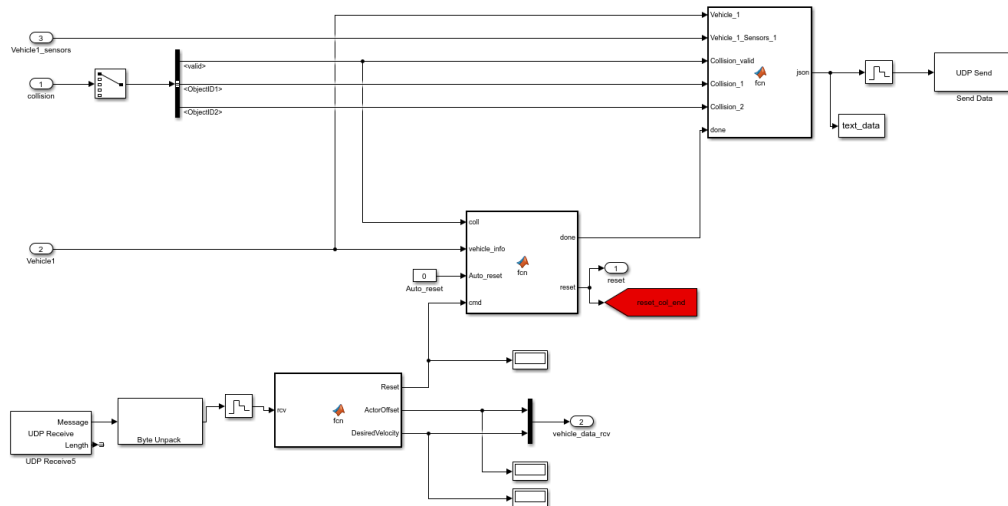 3
Vehicle1_sensors
1
collision
<valid>
<ObjectID1>
<ObjectID2>
Vehicle_1
Vehicle_1_Sensors_1
Collision_valid
Collision_1
Collision_2
done
fcn
json
UDP Send
Send Data
text_data
2
Vehicle1
0
Auto_reset
coll
vehicle_info
Auto_reset
cmd
fcn
done
reset
1
reset
reset_col_end
Message
UDP Receive
Length
UDP Receive5
Byte Unpack
rcv
fcn
Reset
ActorOffset
DesiredVelocity
2
vehicle_data_rcv